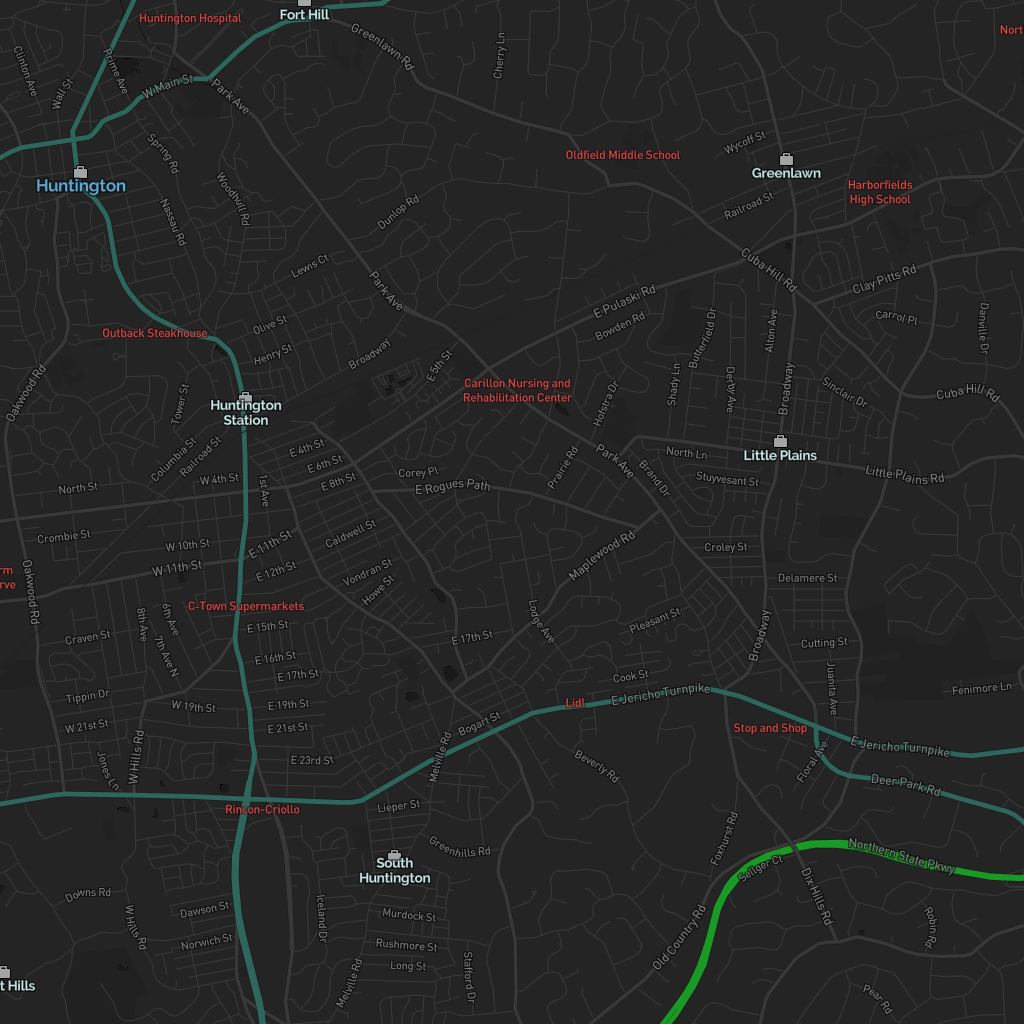 Huntington Hospital
Fort Hill
Greenlawn Rd
Cherry Ln
Clinton Ave
Prime Ave
Wall St
W Main St
Park Ave
Spring Rd
Oldfield Middle School
Wycoff St
Greenlawn
Huntington
Woodhull Rd
Nassau Rd
Dunlop Rd
Railroad St
Harborfields
High School
Lewis Ct
Park Ave
Cuba Hill Rd
Clay Pitts Rd
E Pulaski Rd
Bowden Rd
Carrol Pl
Danville Dr
Outback Steakhouse
Olive St
Henry St
Broadway
E 5th St
Butterfield Dr
Alton Ave
Oakwood Rd
Tower St
Carillon Nursing and
Rehabilitation Center
Shady Ln
Derby Ave
Broadway
Sinclair Dr
Cuba Hill Rd
Huntington
Station
Hofstra Dr
Columbia St
Railroad St
E 4th St
E 6th St
E 8th St
Corey Pl
E Rogues Path
Prairie Rd
Park Ave
Brand Dr
North Ln
Little Plains
Little Plains Rd
Stuyvesant St
North St
W 4th St
1st Ave
Crombie St
W 10th St
E 11th St
Caldwell St
Maplewood Rd
Croley St
W 11th St
E 12th St
Vondran St
Howe St
Delamere St
Oakwood Rd
C-Town Supermarkets
8th Ave
6th Ave
7th Ave N
Craven St
E 15th St
E 17th St
Lodge Ave
Pleasant St
Broadway
Cutting St
E 16th St
E 17th St
Cook St
Juanita Ave
Fenimore Ln
Tippin Dr
W 19th St
E 19th St
Lidl
E Jericho Turnpike
W 21st St
E 21st St
Bogart St
Stop and Shop
E Jericho Turnpike
Jones Ln
W Hills Rd
E 23rd St
Melville Rd
Beverly Rd
Floral Ave
Deer Park Rd
Rincon-Criollo
Lieper St
Foxhurst Rd
Greenhills Rd
South
Huntington
Sellger Ct
Northern State Pkwy
Dix Hills Rd
Downs Rd
W Hills Rd
Dawson St
Norwich St
Iceland Dr
Murdock St
Rushmore St
Long St
Melville Rd
Stafford Dr
Old Country Rd
Robin Rd
Pear Rd
t Hills
Nort
rm
rve